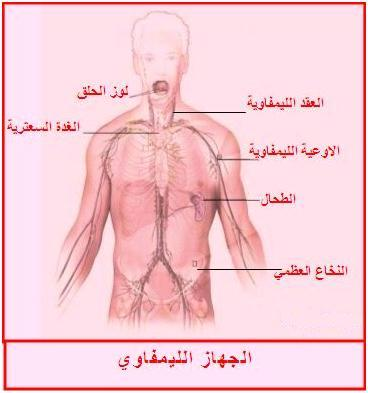 لوز الحلق
العقد الليمفاوية
الغدة السعترية
الاوعية الليمفاوية
الطحال
النخاع العظمي
الجهاز الليمفاوي